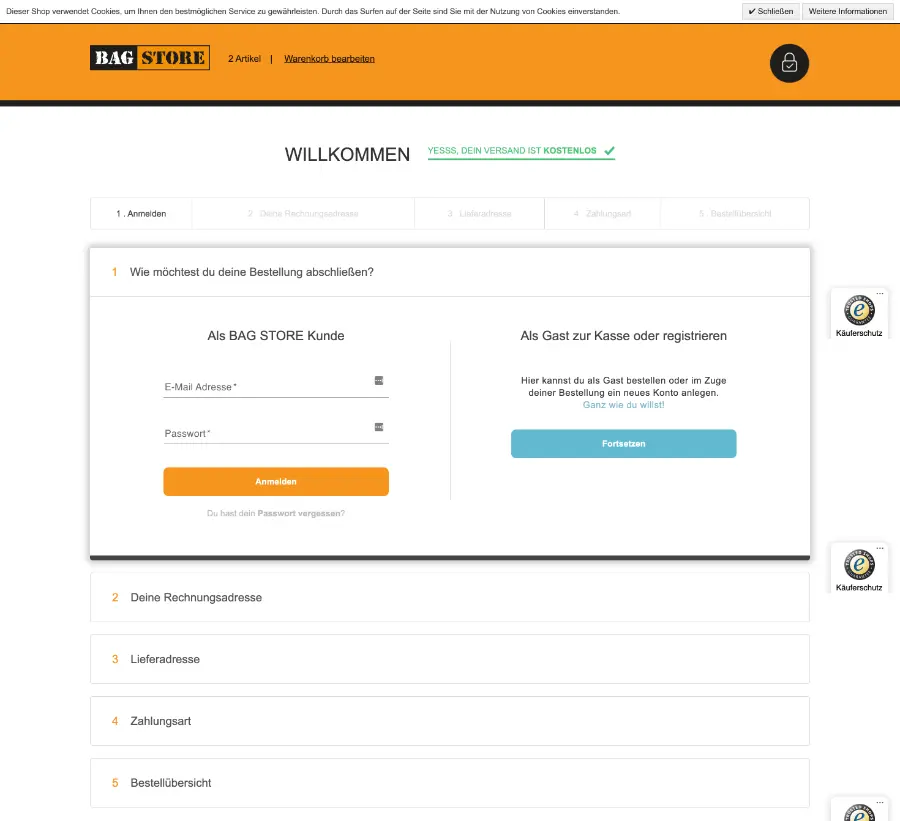 Dieser Shop verwendet Cookies, um Ihnen den bestmöglichen Service zu gewährleisten. Durch das Surfen auf der Seite sind Sie mit der Nutzung von Cookies einverstanden.
✔ Schließen
Weitere Informationen
BAG STORE
2 Artikel | Warenkorb bearbeiten
WILLKOMMEN
YESSS, DEIN VERSAND IST KOSTENLOS ✔
1 . Anmelden
2 Deine Rechnungsadresse
3 Lieferadresse
4 Zahlungsart
5 Bestellübersicht
1 Wie möchtest du deine Bestellung abschließen?
Als BAG STORE Kunde
E-Mail Adresse*
Passwort*
Anmelden
Du hast dein Passwort vergessen?
Als Gast zur Kasse oder registrieren
Hier kannst du als Gast bestellen oder im Zuge
deiner Bestellung ein neues Konto anlegen.
Ganz wie du willst!
Fortsetzen
Käuferschutz
Käuferschutz
2 Deine Rechnungsadresse
3 Lieferadresse
4 Zahlungsart
5 Bestellübersicht